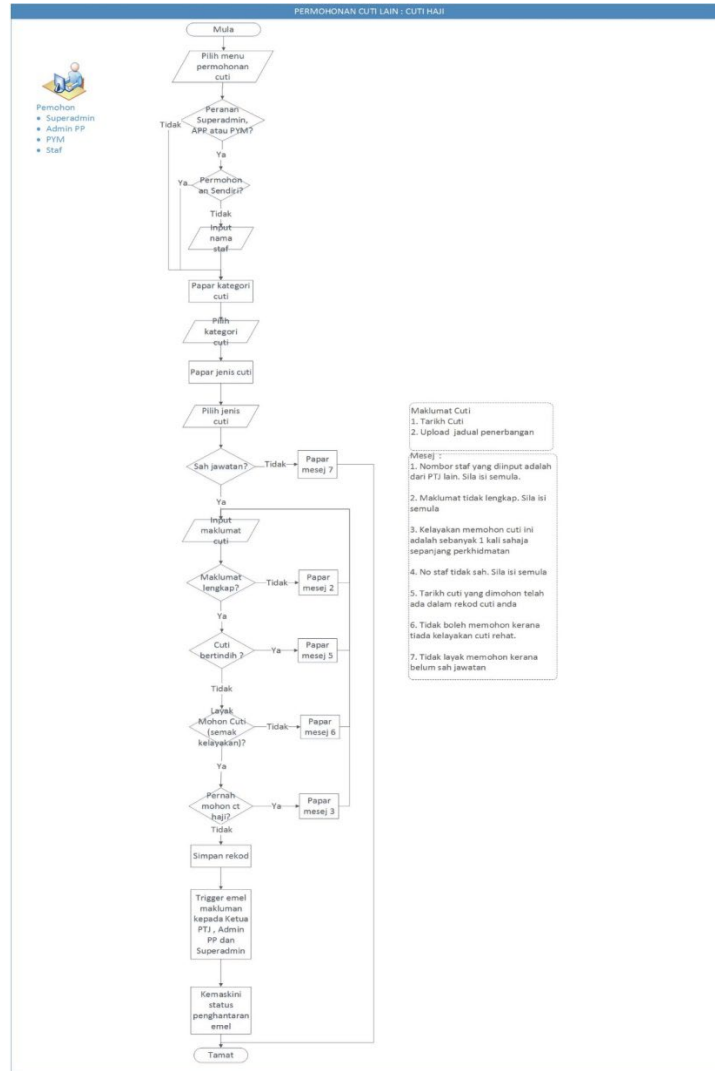 PERMOHONAN CUTI LAIN : CUTI HAJI
Mula
Pilih menu
permohonan
cuti
Pemohon
• Superadmin
• Admin PP
• PYM
• Staf
Peranan
Superadmin,
APP atau PYM?
Tidak
Ya
Permohon
an Sendiri?
Ya
Tidak
Input
nama
staf
Papar kategori
cuti
Pilih
kategori
cuti
Papar jenis cuti
Pilih jenis
cuti
Sah jawatan?
Tidak
Papar
mesej 7
Ya
Input
maklumat
cuti
Maklumat
lengkap?
Tidak
Papar
mesej 2
Ya
Cuti
bertindih ?
Ya
Papar
mesej 5
Tidak
Layak
Mohon Cuti
(semak
kelayakan)?
Tidak
Papar
mesej 6
Ya
Pernah
mohon ct
haji?
Ya
Papar
mesej 3
Tidak
Simpan rekod
Trigger emel
makluman
kepada Ketua
PTJ , Admin
PP dan
Superadmin
Kemaskini
status
penghantaran
emel
Tamat
Maklumat Cuti
1. Tarikh Cuti
2. Upload jadual penerbangan
Mesej :
1. Nombor staf yang diinput adalah
dari PTJ lain. Sila isi semula.
2. Maklumat tidak lengkap. Sila isi
semula
3. Kelayakan memohon cuti ini
adalah sebanyak 1 kali sahaja
sepanjang perkhidmatan
4. No staf tidak sah. Sila isi semula
5. Tarikh cuti yang dimohon telah
ada dalam rekod cuti anda
6. Tidak boleh memohon kerana
tiada kelayakan cuti rehat.
7. Tidak layak memohon kerana
belum sah jawatan